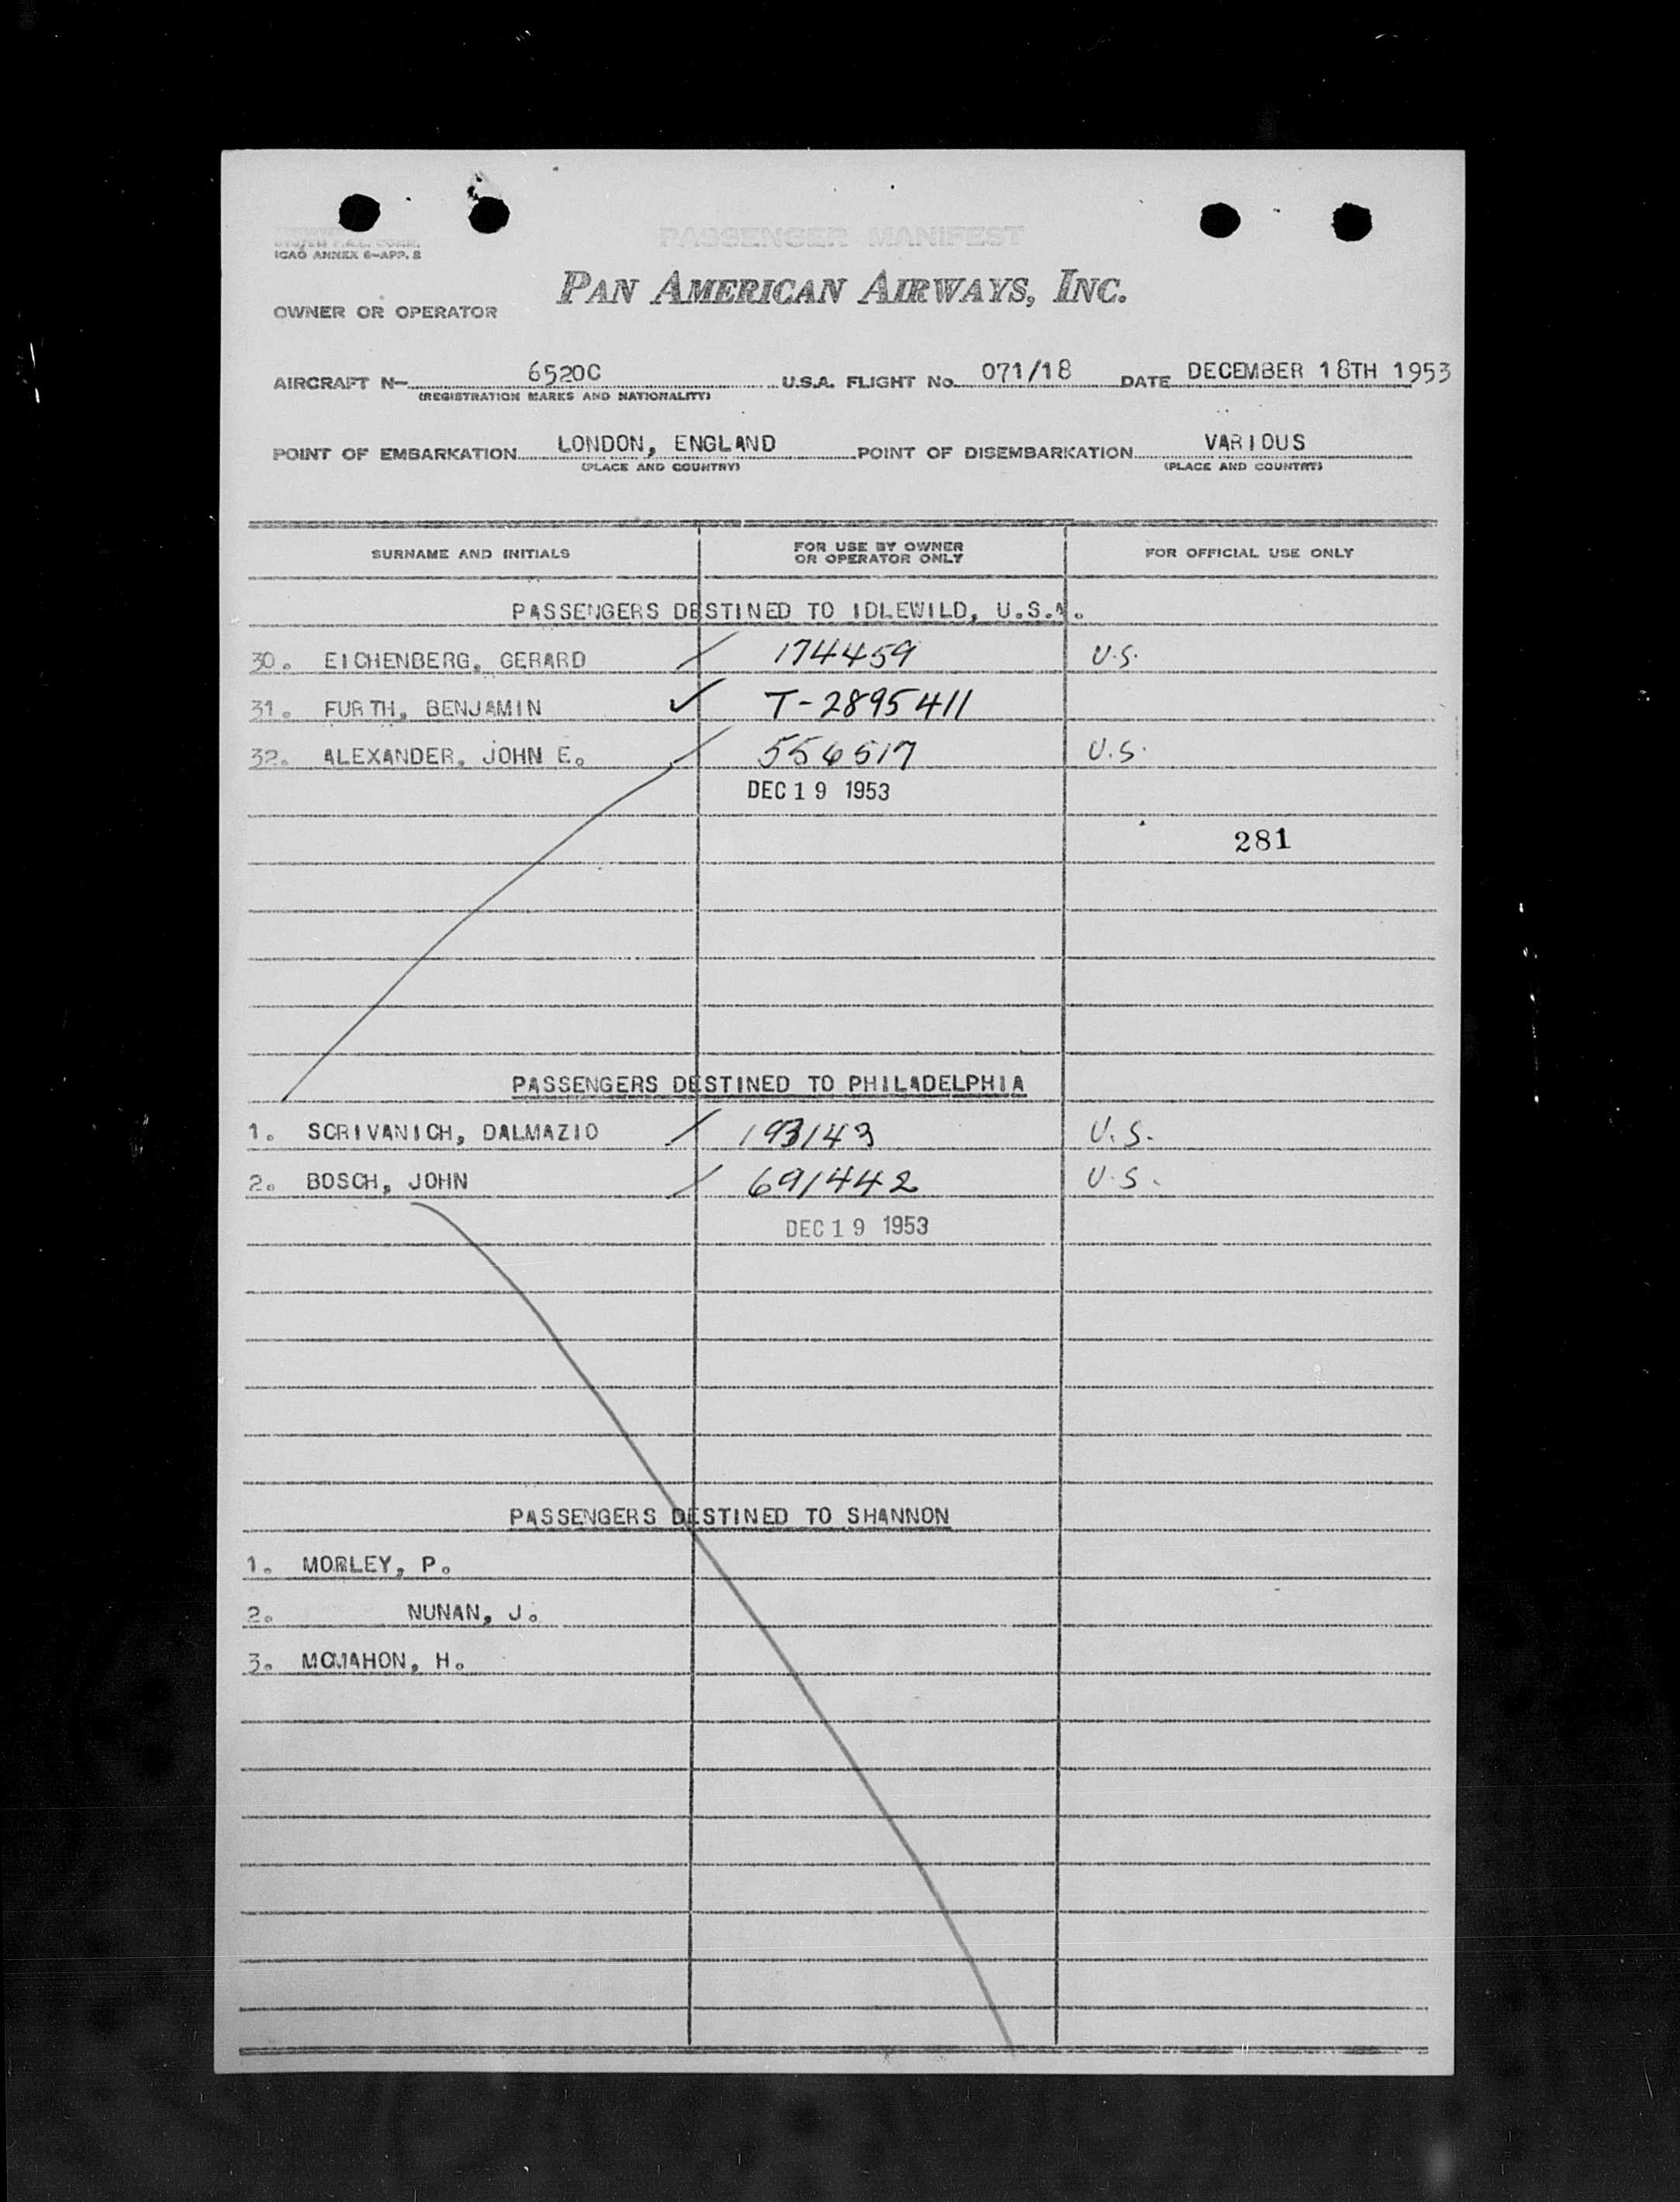 ICAO ANNEX 8-APP. 2
PASSENGER MANIFEST
PAN AMERICAN AIRWAYS, INC.
OWNER OR OPERATOR
AIRCRAFT N- 6520C U.S.A. FLIGHT No. 071/18 DATE DECEMBER 18TH 1953
(REGISTRATION MARKS AND NATIONALITY)
POINT OF EMBARKATION LONDON, ENGLAND POINT OF DISEMBARKATION VARIOUS
(PLACE AND COUNTRY) (PLACE AND COUNTRY)
SURNAME AND INITIALS FOR USE BY OWNER OR OPERATOR ONLY FOR OFFICIAL USE ONLY
PASSENGERS DESTINED TO IDLEWILD, U.S.A.
30. EICHENBERG, GERARD 174459 U.S.
31. FURTH, BENJAMIN ✓ T-2895411
32. ALEXANDER, JOHN E. 556517 U.S.
DEC 19 1953
281
PASSENGERS DESTINED TO PHILADELPHIA
1. SCRIVANICH, DALMAZIO 193143 U.S.
2. BOSCH, JOHN 691442 U.S.
DEC 19 1953
PASSENGERS DESTINED TO SHANNON
1. MORLEY, P.
2. NUNAN, J.
3. MCMAHON, H.